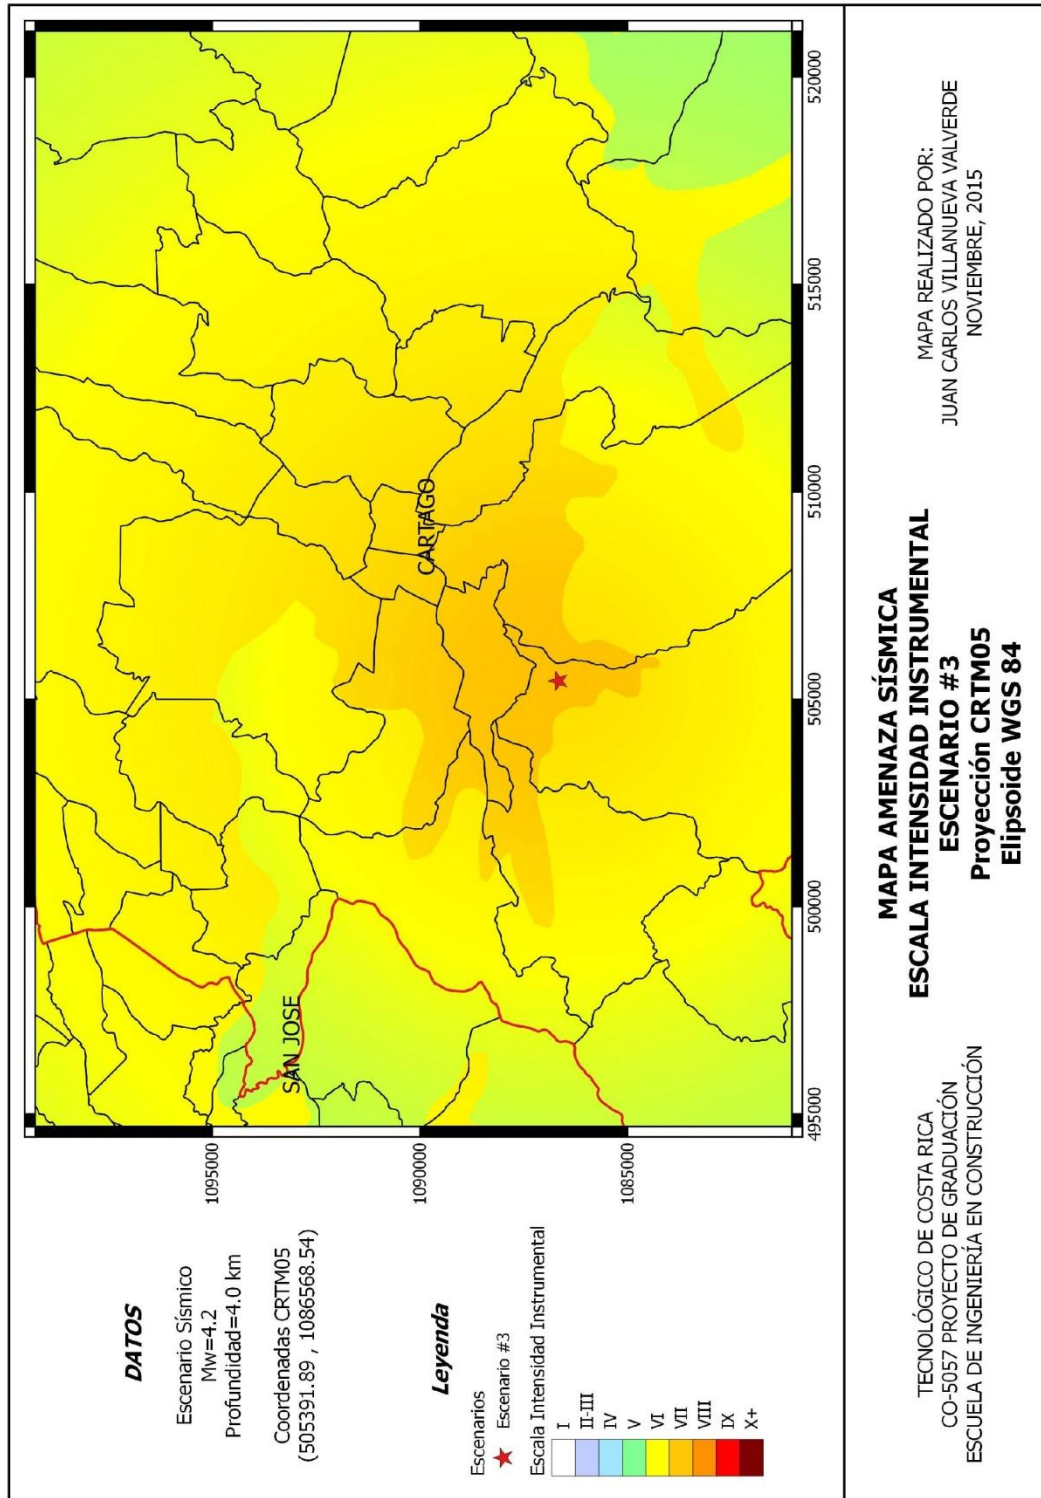 DATOS
Escenario Sísmico
Mw=4.2
Profundidad=4.0 km
Coordenadas CRTM05
(505391.89 , 1086568.54)
Leyenda
Escenarios
Escenario #3
Escala Intensidad Instrumental
I
II-III
IV
V
VI
VII
VIII
IX
X+
1095000
1090000
1085000
495000
500000
505000
510000
515000
520000
SAN JOSE
CARTAGO
TECNOLÓGICO DE COSTA RICA
CO-5057 PROYECTO DE GRADUACIÓN
ESCUELA DE INGENIERÍA EN CONSTRUCCIÓN
MAPA AMENAZA SÍSMICA
ESCALA INTENSIDAD INSTRUMENTAL
ESCENARIO #3
Proyección CRTM05
Elipsoide WGS 84
MAPA REALIZADO POR:
JUAN CARLOS VILLANUEVA VALVERDE
NOVIEMBRE, 2015